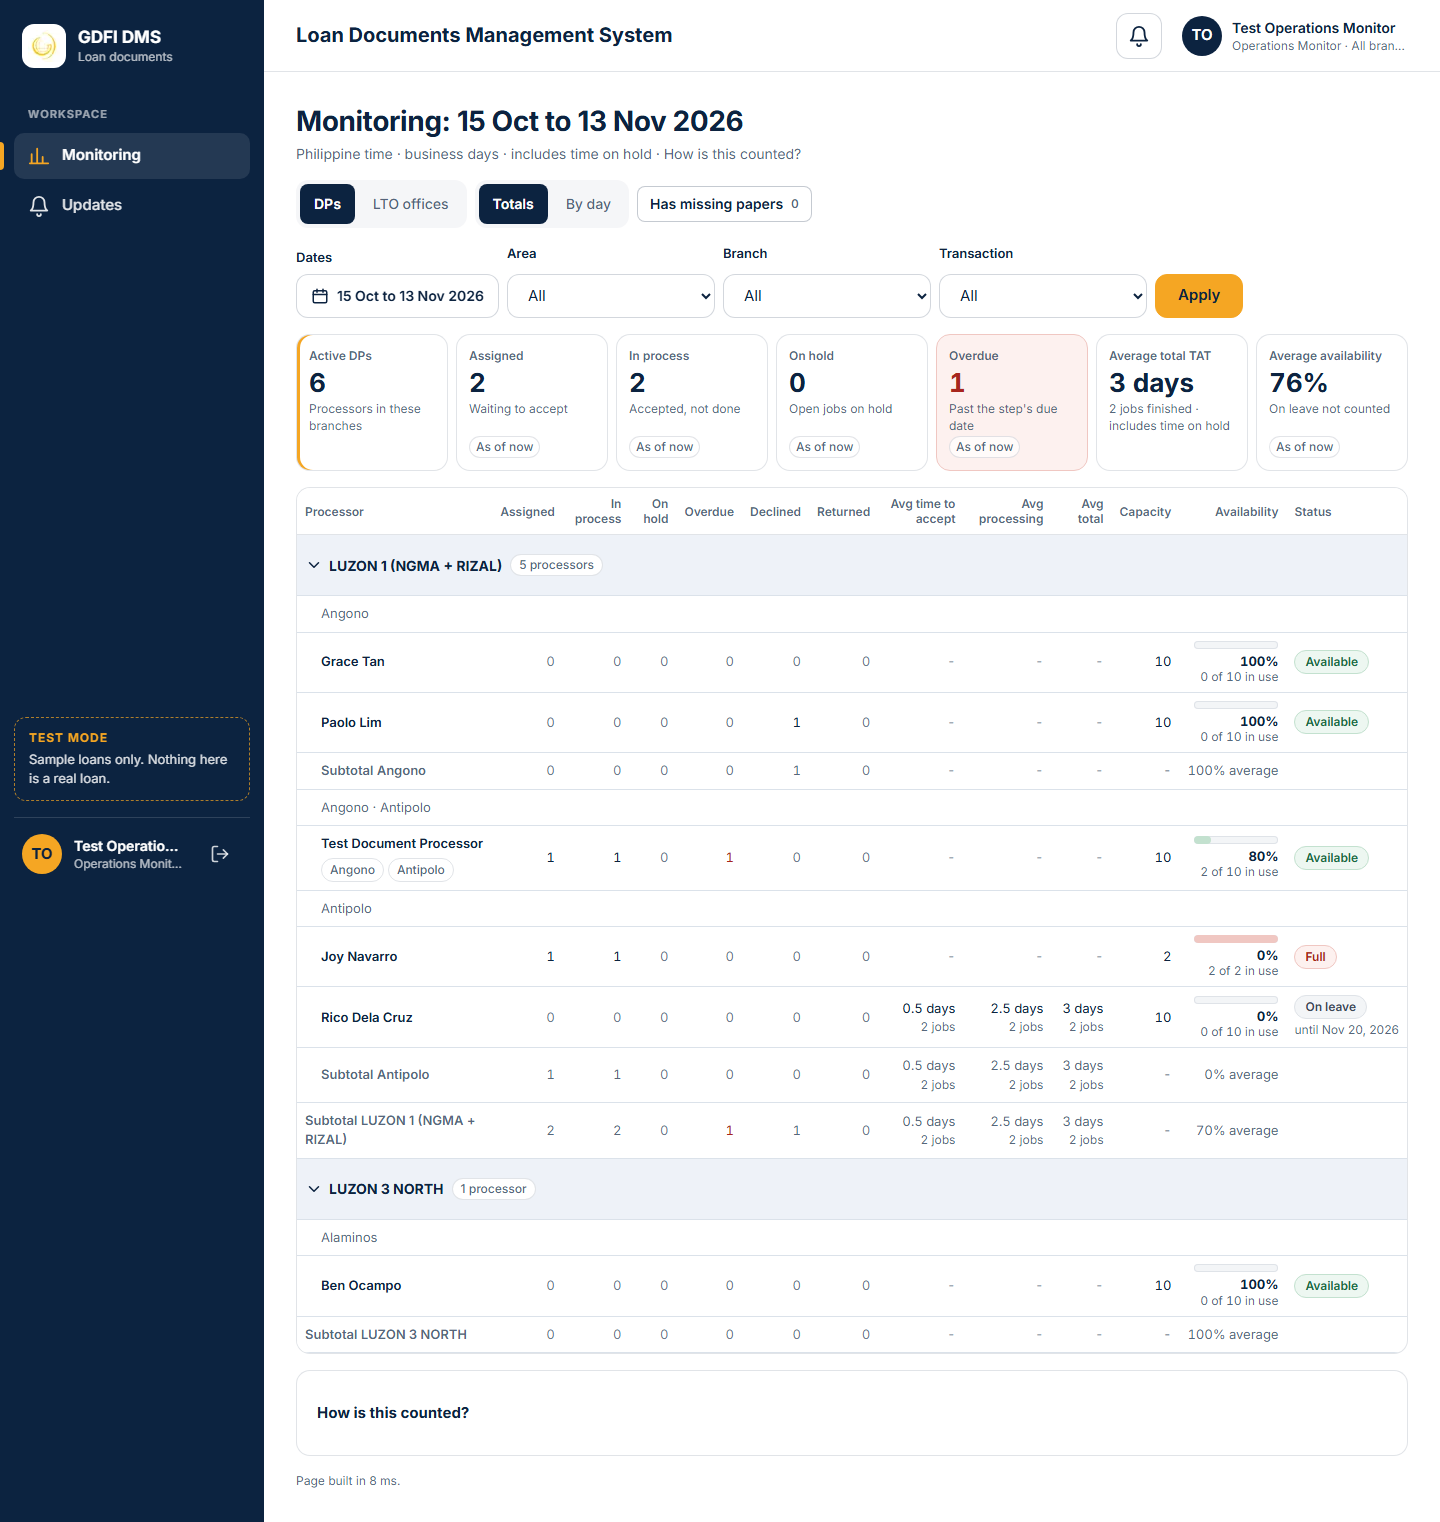 GDFI DMS
Loan documents
WORKSPACE
Monitoring
Updates
TEST MODE
Sample loans only. Nothing here
is a real loan.
TO
Test Operatio...
Operations Monit...
Loan Documents Management System
TO
Test Operations Monitor
Operations Monitor · All bran...
Monitoring: 15 Oct to 13 Nov 2026
Philippine time · business days · includes time on hold · How is this counted?
DPs LTO offices Totals By day Has missing papers 0
Dates Area Branch Transaction
15 Oct to 13 Nov 2026 All All All Apply
Active DPs
6
Processors in these
branches
Assigned
2
Waiting to accept
As of now
In process
2
Accepted, not done
As of now
On hold
0
Open jobs on hold
As of now
Overdue
1
Past the step's due
date
As of now
Average total TAT
3 days
2 jobs finished ·
includes time on hold
Average availability
76%
On leave not counted
As of now
Processor Assigned In process On hold Overdue Declined Returned Avg time to accept Avg processing Avg total Capacity Availability Status
LUZON 1 (NGMA + RIZAL) 5 processors
Angono
Grace Tan 0 0 0 0 0 0 - - - 10 100% Available
0 of 10 in use
Paolo Lim 0 0 0 0 1 0 - - - 10 100% Available
0 of 10 in use
Subtotal Angono 0 0 0 0 1 0 - - - - 100% average
Angono · Antipolo
Test Document Processor 1 1 0 1 0 0 - - - 10 80% Available
Angono Antipolo 2 of 10 in use
Antipolo
Joy Navarro 1 1 0 0 0 0 - - - 2 0% Full
2 of 2 in use
Rico Dela Cruz 0 0 0 0 0 0 0.5 days 2.5 days 3 days 10 0% On leave
2 jobs 2 jobs 2 jobs 0 of 10 in use until Nov 20, 2026
Subtotal Antipolo 1 1 0 0 0 0 0.5 days 2.5 days 3 days - 0% average
2 jobs 2 jobs 2 jobs
Subtotal LUZON 1 (NGMA +
RIZAL) 2 2 0 1 1 0 0.5 days 2.5 days 3 days - 70% average
2 jobs 2 jobs 2 jobs
LUZON 3 NORTH 1 processor
Alaminos
Ben Ocampo 0 0 0 0 0 0 - - - 10 100% Available
0 of 10 in use
Subtotal LUZON 3 NORTH 0 0 0 0 0 0 - - - - 100% average
How is this counted?
Page built in 8 ms.